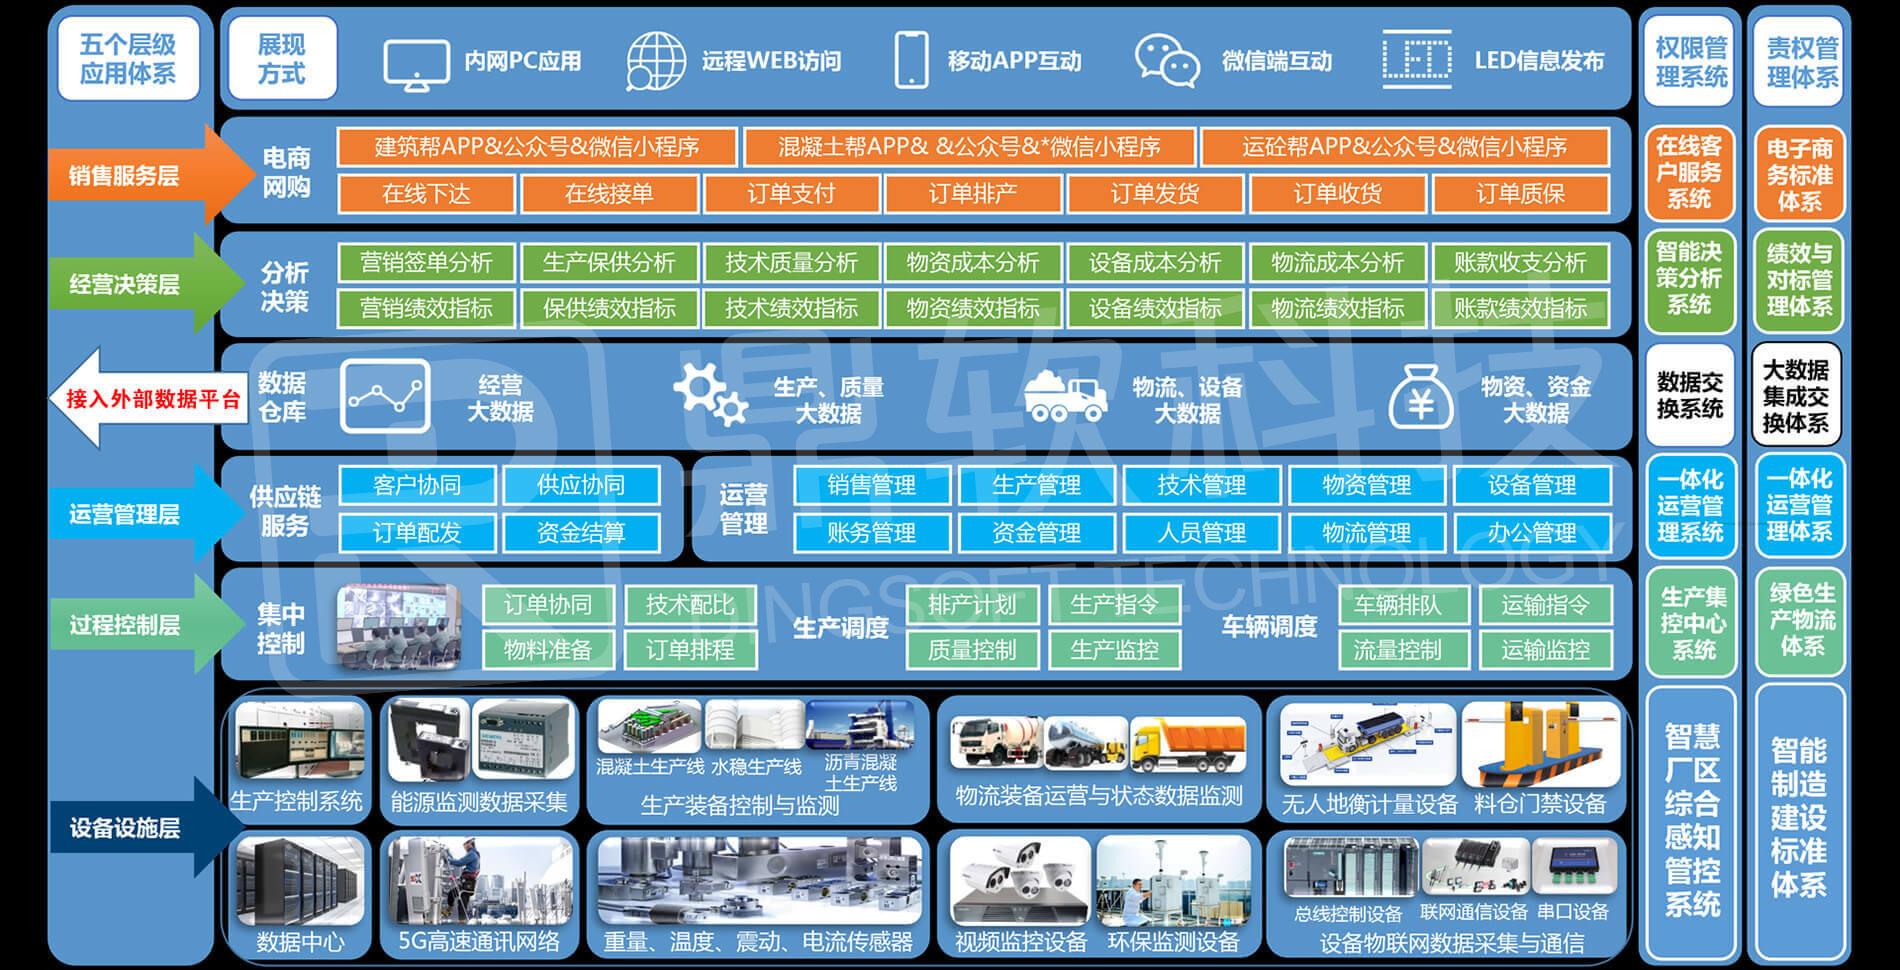 五个层级
应用体系
展现
方式
内网PC应用
远程WEB访问
移动APP互动
微信端互动
LED
LED信息发布
权限管
理系统
责权管
理体系
销售服务层
电商
网购
建筑帮APP&公众号&微信小程序
混凝土帮APP& &公众号&*微信小程序
运砼帮APP&公众号&微信小程序
在线下达
在线接单
订单支付
订单排产
订单发货
订单收货
订单质保
在线客
户服务
系统
电子商
务标准
体系
经营决策层
分析
决策
营销签单分析
生产保供分析
技术质量分析
物资成本分析
设备成本分析
物流成本分析
账款收支分析
营销绩效指标
保供绩效指标
技术绩效指标
物资绩效指标
设备绩效指标
物流绩效指标
账款绩效指标
智能决
策分析
系统
绩效与
对标管
理体系
接入外部数据平台
数据
仓库
经营
大数据
生产、质量
大数据
物流、设备
大数据
¥
物资、资金
大数据
数据交
换系统
大数据
集成交
换体系
运营管理层
供应链
服务
客户协同
供应协同
订单配发
资金结算
运营
管理
销售管理
生产管理
技术管理
物资管理
设备管理
账务管理
资金管理
人员管理
物流管理
办公管理
一体化
运营管
理系统
一体化
运营管
理体系
过程控制层
集中
控制
订单协同
技术配比
物料准备
订单排程
生产调度
排产计划
生产指令
质量控制
生产监控
车辆调度
车辆排队
运输指令
流量控制
运输监控
生产集
控中心
系统
绿色生
产物流
体系
鼎软科技
DINGSOFT TECHNOLOGY
设备设施层
生产控制系统
能源监测数据采集
混凝土生产线
水稳生产线
沥青混凝
土生产线
生产装备控制与监测
物流装备运营与状态数据监测
无人地衡计量设备
料仓门禁设备
数据中心
5G高速通讯网络
重量、温度、震动、电流传感器
视频监控设备
环保监测设备
总线控制设备
联网通信设备
串口设备
设备物联网数据采集与通信
智慧
厂区
综合
感知
管控
系统
智能
制造
建设
标准
体系